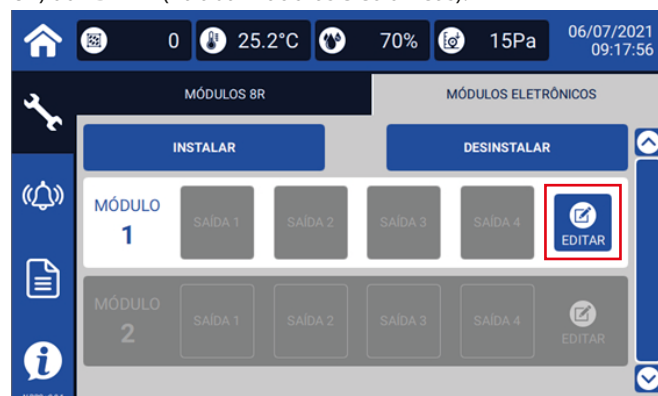 0 25.2°C 70% 15Pa 06/07/2021
09:17:56
MÓDULOS 8R MÓDULOS ELETRÔNICOS
INSTALAR DESINSTALAR
MÓDULO
1
SAÍDA 1 SAÍDA 2 SAÍDA 3 SAÍDA 4
EDITAR
MÓDULO
2
SAÍDA 1 SAÍDA 2 SAÍDA 3 SAÍDA 4
EDITAR